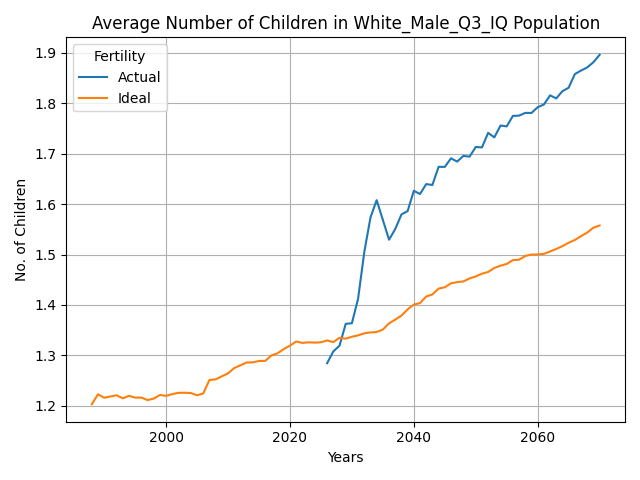 Average Number of Children in White_Male_Q3_IQ Population
Fertility
Actual
Ideal
No. of Children
1.9
1.8
1.7
1.6
1.5
1.4
1.3
1.2
2000 2020 2040 2060
Years